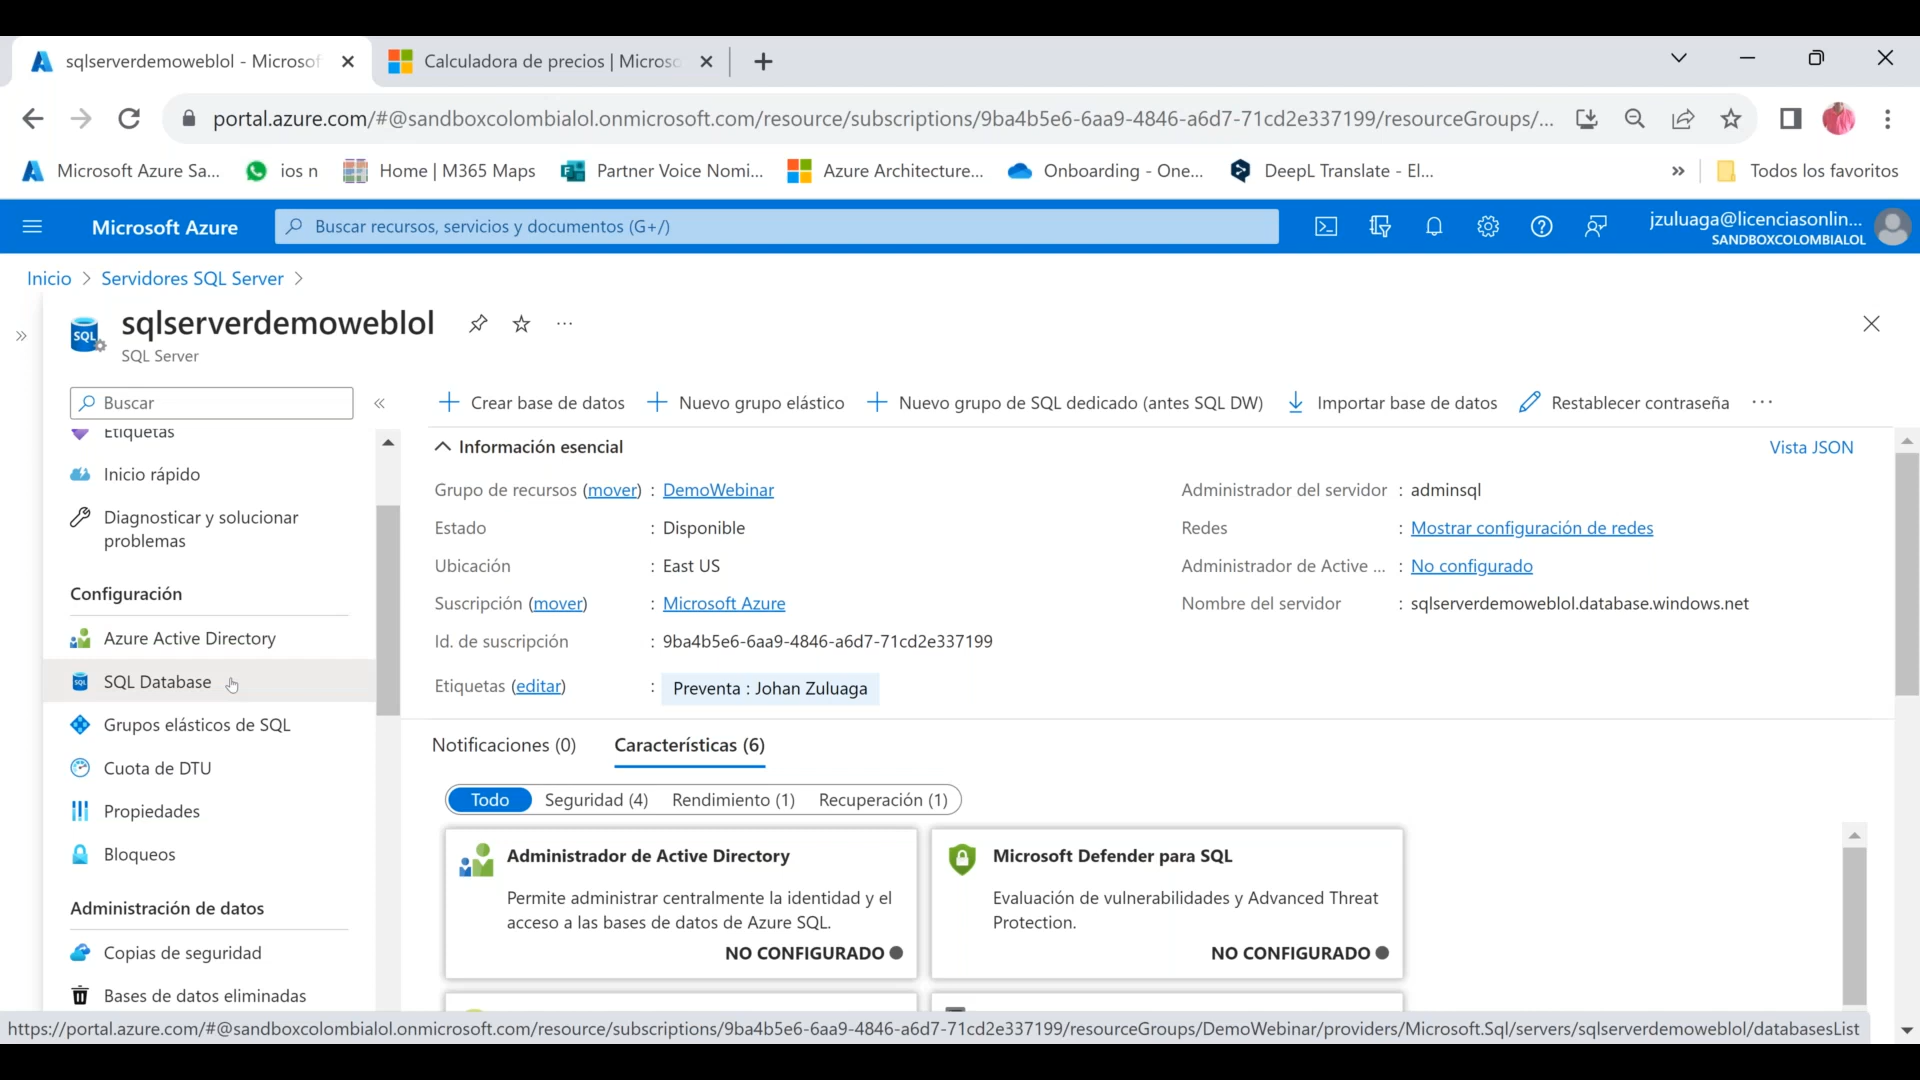 sqlserverdemoweblol - Microsof
Calculadora de precios | Micros
portal.azure.com/#@sandboxcolombialol.onmicrosoft.com/resource/subscriptions/9ba4b5e6-6aa9-4846-a6d7-71cd2e337199/resourceGroups/...
Microsoft Azure Sa...
ios n
Home | M365 Maps
Partner Voice Nomi...
Azure Architecture...
Onboarding - One...
DeepL Translate - El...
»
Todos los favoritos
Microsoft Azure
Buscar recursos, servicios y documentos (G+/)
jzuluaga@licenciasonlin...
SANDBOXCOLOMBIALOL
Inicio > Servidores SQL Server >
SQL
sqlserverdemoweblol
...
SQL Server
Buscar
Etiquetas
Inicio rápido
Diagnosticar y solucionar
problemas
Configuración
Azure Active Directory
SQL Database
Grupos elásticos de SQL
Cuota de DTU
Propiedades
Bloqueos
Administración de datos
Copias de seguridad
Bases de datos eliminadas
Crear base de datos
Nuevo grupo elástico
Nuevo grupo de SQL dedicado (antes SQL DW)
Importar base de datos
Restablecer contraseña
...
Información esencial
Vista JSON
Grupo de recursos (mover) : DemoWebinar
Estado : Disponible
Ubicación : East US
Suscripción (mover) : Microsoft Azure
Id. de suscripción : 9ba4b5e6-6aa9-4846-a6d7-71cd2e337199
Etiquetas (editar) : Preventa : Johan Zuluaga
Administrador del servidor : adminsql
Redes : Mostrar configuración de redes
Administrador de Active ... : No configurado
Nombre del servidor : sqlserverdemoweblol.database.windows.net
Notificaciones (0)
Características (6)
Todo
Seguridad (4)
Rendimiento (1)
Recuperación (1)
Administrador de Active Directory
Permite administrar centralmente la identidad y el
acceso a las bases de datos de Azure SQL.
NO CONFIGURADO
Microsoft Defender para SQL
Evaluación de vulnerabilidades y Advanced Threat
Protection.
NO CONFIGURADO
https://portal.azure.com/#@sandboxcolombialol.onmicrosoft.com/resource/subscriptions/9ba4b5e6-6aa9-4846-a6d7-71cd2e337199/resourceGroups/DemoWebinar/providers/Microsoft.Sql/servers/sqlserverdemoweblol/databasesList